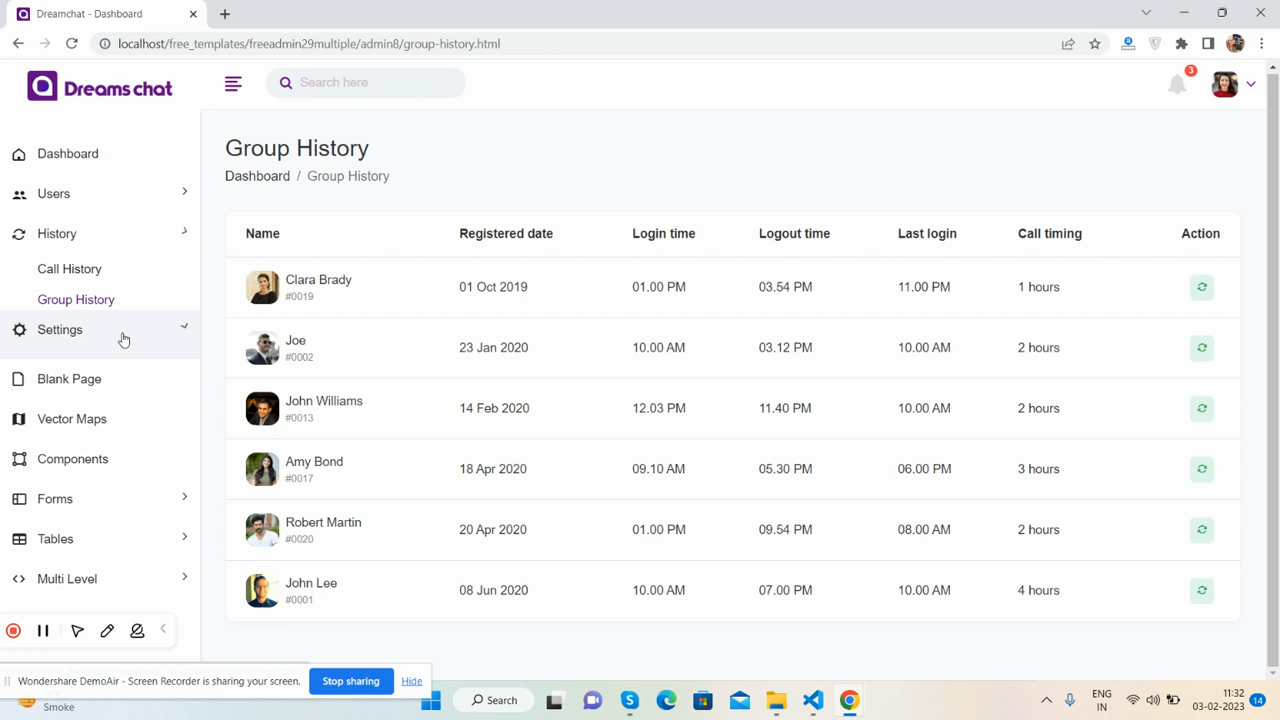 Dreamchat - Dashboard
localhost/free_templates/freeadmin29multiple/admin8/group-history.html
Dreams chat
Search here
3
Dashboard
Users
History
Call History
Group History
Settings
Blank Page
Vector Maps
Components
Forms
Tables
Multi Level
Group History
Dashboard / Group History
Name Registered date Login time Logout time Last login Call timing Action
Clara Brady
#0019
01 Oct 2019 01.00 PM 03.54 PM 11.00 PM 1 hours
Joe
#0002
23 Jan 2020 10.00 AM 03.12 PM 10.00 AM 2 hours
John Williams
#0013
14 Feb 2020 12.03 PM 11.40 PM 10.00 AM 2 hours
Amy Bond
#0017
18 Apr 2020 09.10 AM 05.30 PM 06.00 PM 3 hours
Robert Martin
#0020
20 Apr 2020 01.00 PM 09.54 PM 08.00 AM 2 hours
John Lee
#0001
08 Jun 2020 10.00 AM 07.00 PM 10.00 AM 4 hours
Wondershare DemoAir - Screen Recorder is sharing your screen.
Stop sharing
Hide
Smoke
Search
ENG
IN
11:32
03-02-2023
14